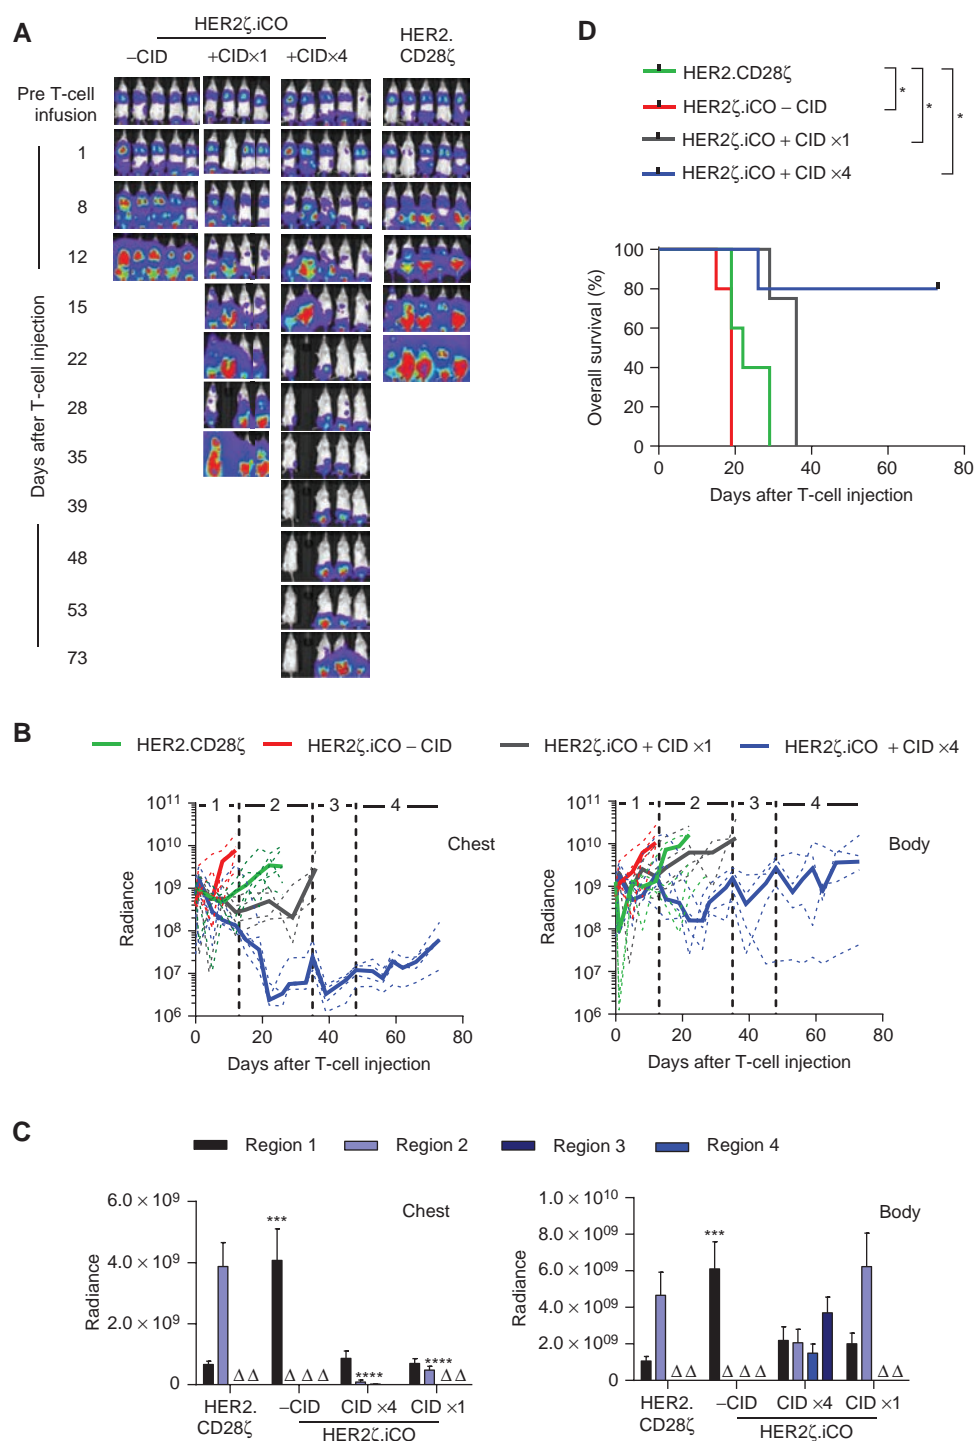 A
HER2ζ.iCO
–CID
+CID×1
+CID×4
HER2.
CD28ζ
Pre T-cell
infusion
Days after T-cell injection
1
8
12
15
22
28
35
39
48
53
73
D
HER2.CD28ζ
HER2ζ.iCO – CID
HER2ζ.iCO + CID ×1
HER2ζ.iCO + CID ×4
*
*
*
Overall survival (%)
100
80
60
40
20
0
0 20 40 60 80
Days after T-cell injection
B
HER2.CD28ζ HER2ζ.iCO – CID HER2ζ.iCO + CID ×1 HER2ζ.iCO + CID ×4
1 2 3 4
Chest
Radiance
10¹¹
10¹⁰
10⁹
10⁸
10⁷
10⁶
0 20 40 60 80
Days after T-cell injection
1 2 3 4
Body
Radiance
10¹¹
10¹⁰
10⁹
10⁸
10⁷
10⁶
0 20 40 60 80
Days after T-cell injection
C
Region 1 Region 2 Region 3 Region 4
Chest
Radiance
6.0 × 10⁹
4.0 × 10⁹
2.0 × 10⁹
0
***
**** ****
Δ Δ Δ Δ Δ Δ Δ
HER2.
CD28ζ
–CID CID ×4 CID ×1
HER2ζ.iCO
Body
Radiance
1.0 × 10¹⁰
8.0 × 10⁰⁹
6.0 × 10⁰⁹
4.0 × 10⁰⁹
2.0 × 10⁰⁹
0
***
Δ Δ Δ Δ Δ Δ Δ
HER2.
CD28ζ
–CID CID ×4 CID ×1
HER2ζ.iCO